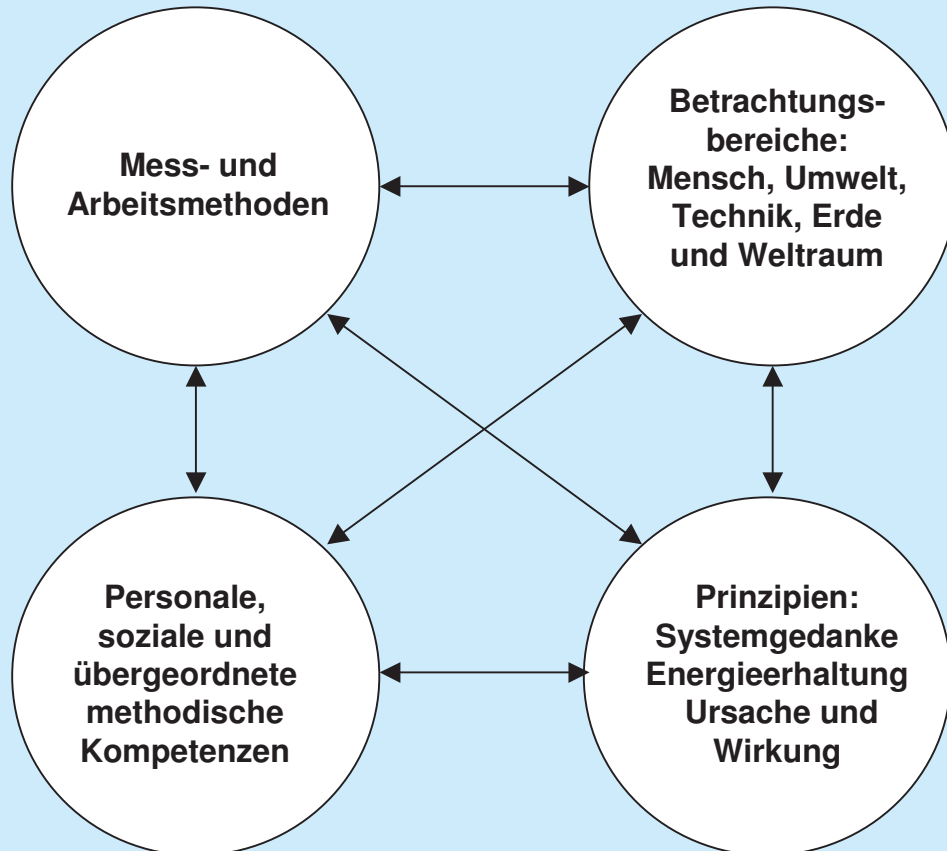 Mess- und
Arbeitsmethoden
Betrachtungs-
bereiche:
Mensch, Umwelt,
Technik, Erde
und Weltraum
Personale,
soziale und
übergeordnete
methodische
Kompetenzen
Prinzipien:
Systemgedanke
Energieerhaltung
Ursache und
Wirkung